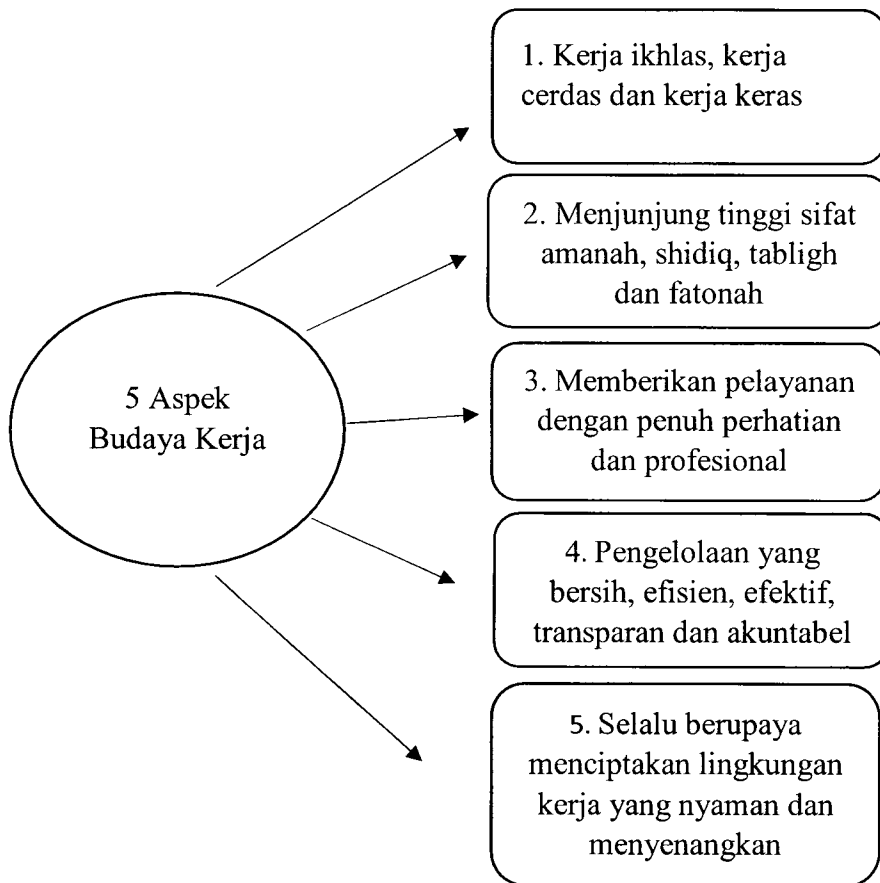 1. Kerja ikhlas, kerja
cerdas dan kerja keras
2. Menjunjung tinggi sifat
amanah, shidiq, tabligh
dan fatonah
5 Aspek
Budaya Kerja
3. Memberikan pelayanan
dengan penuh perhatian
dan profesional
4. Pengelolaan yang
bersih, efisien, efektif,
transparan dan akuntabel
5. Selalu berupaya
menciptakan lingkungan
kerja yang nyaman dan
menyenangkan